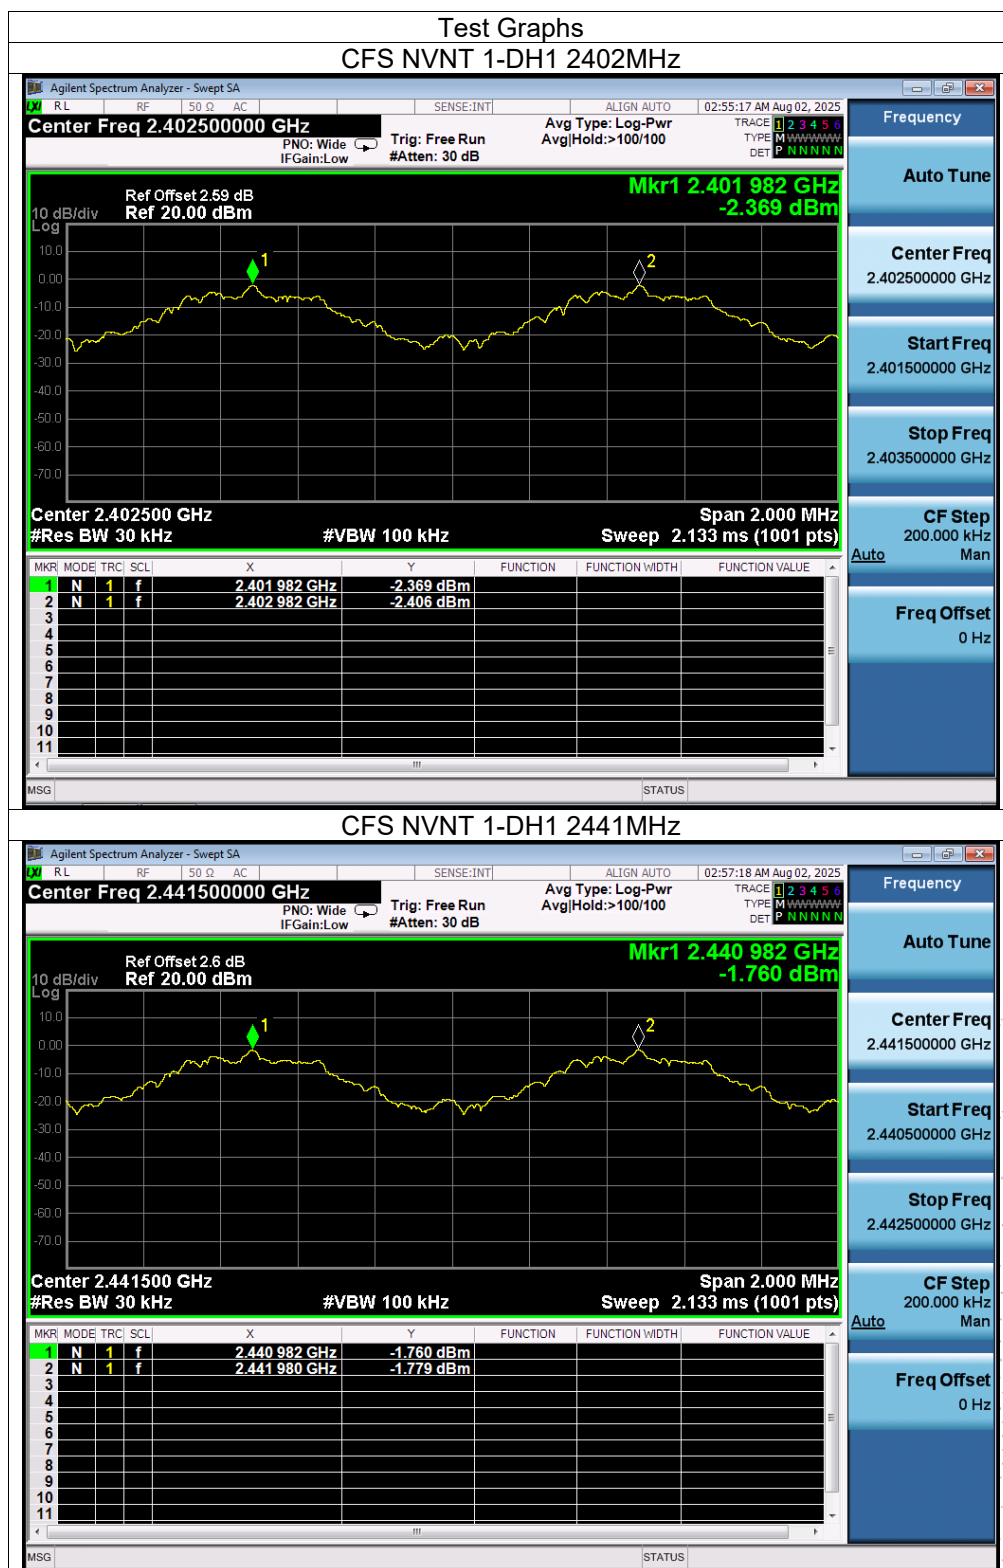 Test Graphs
CFS NVNT 1-DH1 2402MHz
Agilent Spectrum Analyzer - Swept SA
LXI RL RF 50 Ω AC SENSE:INT ALIGN AUTO 02:55:17 AM Aug 02, 2025
Center Freq 2.402500000 GHz
PNO: Wide
IFGain:Low
Trig: Free Run
#Atten: 30 dB
Avg Type: Log-Pwr
Avg|Hold:>100/100
TRACE 1 2 3 4 5 6
TYPE M WWWWW
DET P N N N N N
Frequency
Auto Tune
Center Freq
2.402500000 GHz
Start Freq
2.401500000 GHz
Stop Freq
2.403500000 GHz
CF Step
200.000 kHz
Auto Man
Freq Offset
0 Hz
Mkr1 2.401 982 GHz
-2.369 dBm
Ref Offset 2.59 dB
10 dB/div Ref 20.00 dBm
Log
10.0
0.00
-10.0
-20.0
-30.0
-40.0
-50.0
-60.0
-70.0
1
2
Center 2.402500 GHz Span 2.000 MHz
#Res BW 30 kHz #VBW 100 kHz Sweep 2.133 ms (1001 pts)
MKR MODE TRC SCL X Y FUNCTION FUNCTION WIDTH FUNCTION VALUE
1 N 1 f 2.401 982 GHz -2.369 dBm
2 N 1 f 2.402 982 GHz -2.406 dBm
3
4
5
6
7
8
9
10
11
MSG STATUS
CFS NVNT 1-DH1 2441MHz
Agilent Spectrum Analyzer - Swept SA
LXI RL RF 50 Ω AC SENSE:INT ALIGN AUTO 02:57:18 AM Aug 02, 2025
Center Freq 2.441500000 GHz
PNO: Wide
IFGain:Low
Trig: Free Run
#Atten: 30 dB
Avg Type: Log-Pwr
Avg|Hold:>100/100
TRACE 1 2 3 4 5 6
TYPE M WWWWW
DET P N N N N N
Frequency
Auto Tune
Center Freq
2.441500000 GHz
Start Freq
2.440500000 GHz
Stop Freq
2.442500000 GHz
CF Step
200.000 kHz
Auto Man
Freq Offset
0 Hz
Mkr1 2.440 982 GHz
-1.760 dBm
Ref Offset 2.6 dB
10 dB/div Ref 20.00 dBm
Log
10.0
0.00
-10.0
-20.0
-30.0
-40.0
-50.0
-60.0
-70.0
1
2
Center 2.441500 GHz Span 2.000 MHz
#Res BW 30 kHz #VBW 100 kHz Sweep 2.133 ms (1001 pts)
MKR MODE TRC SCL X Y FUNCTION FUNCTION WIDTH FUNCTION VALUE
1 N 1 f 2.440 982 GHz -1.760 dBm
2 N 1 f 2.441 980 GHz -1.779 dBm
3
4
5
6
7
8
9
10
11
MSG STATUS